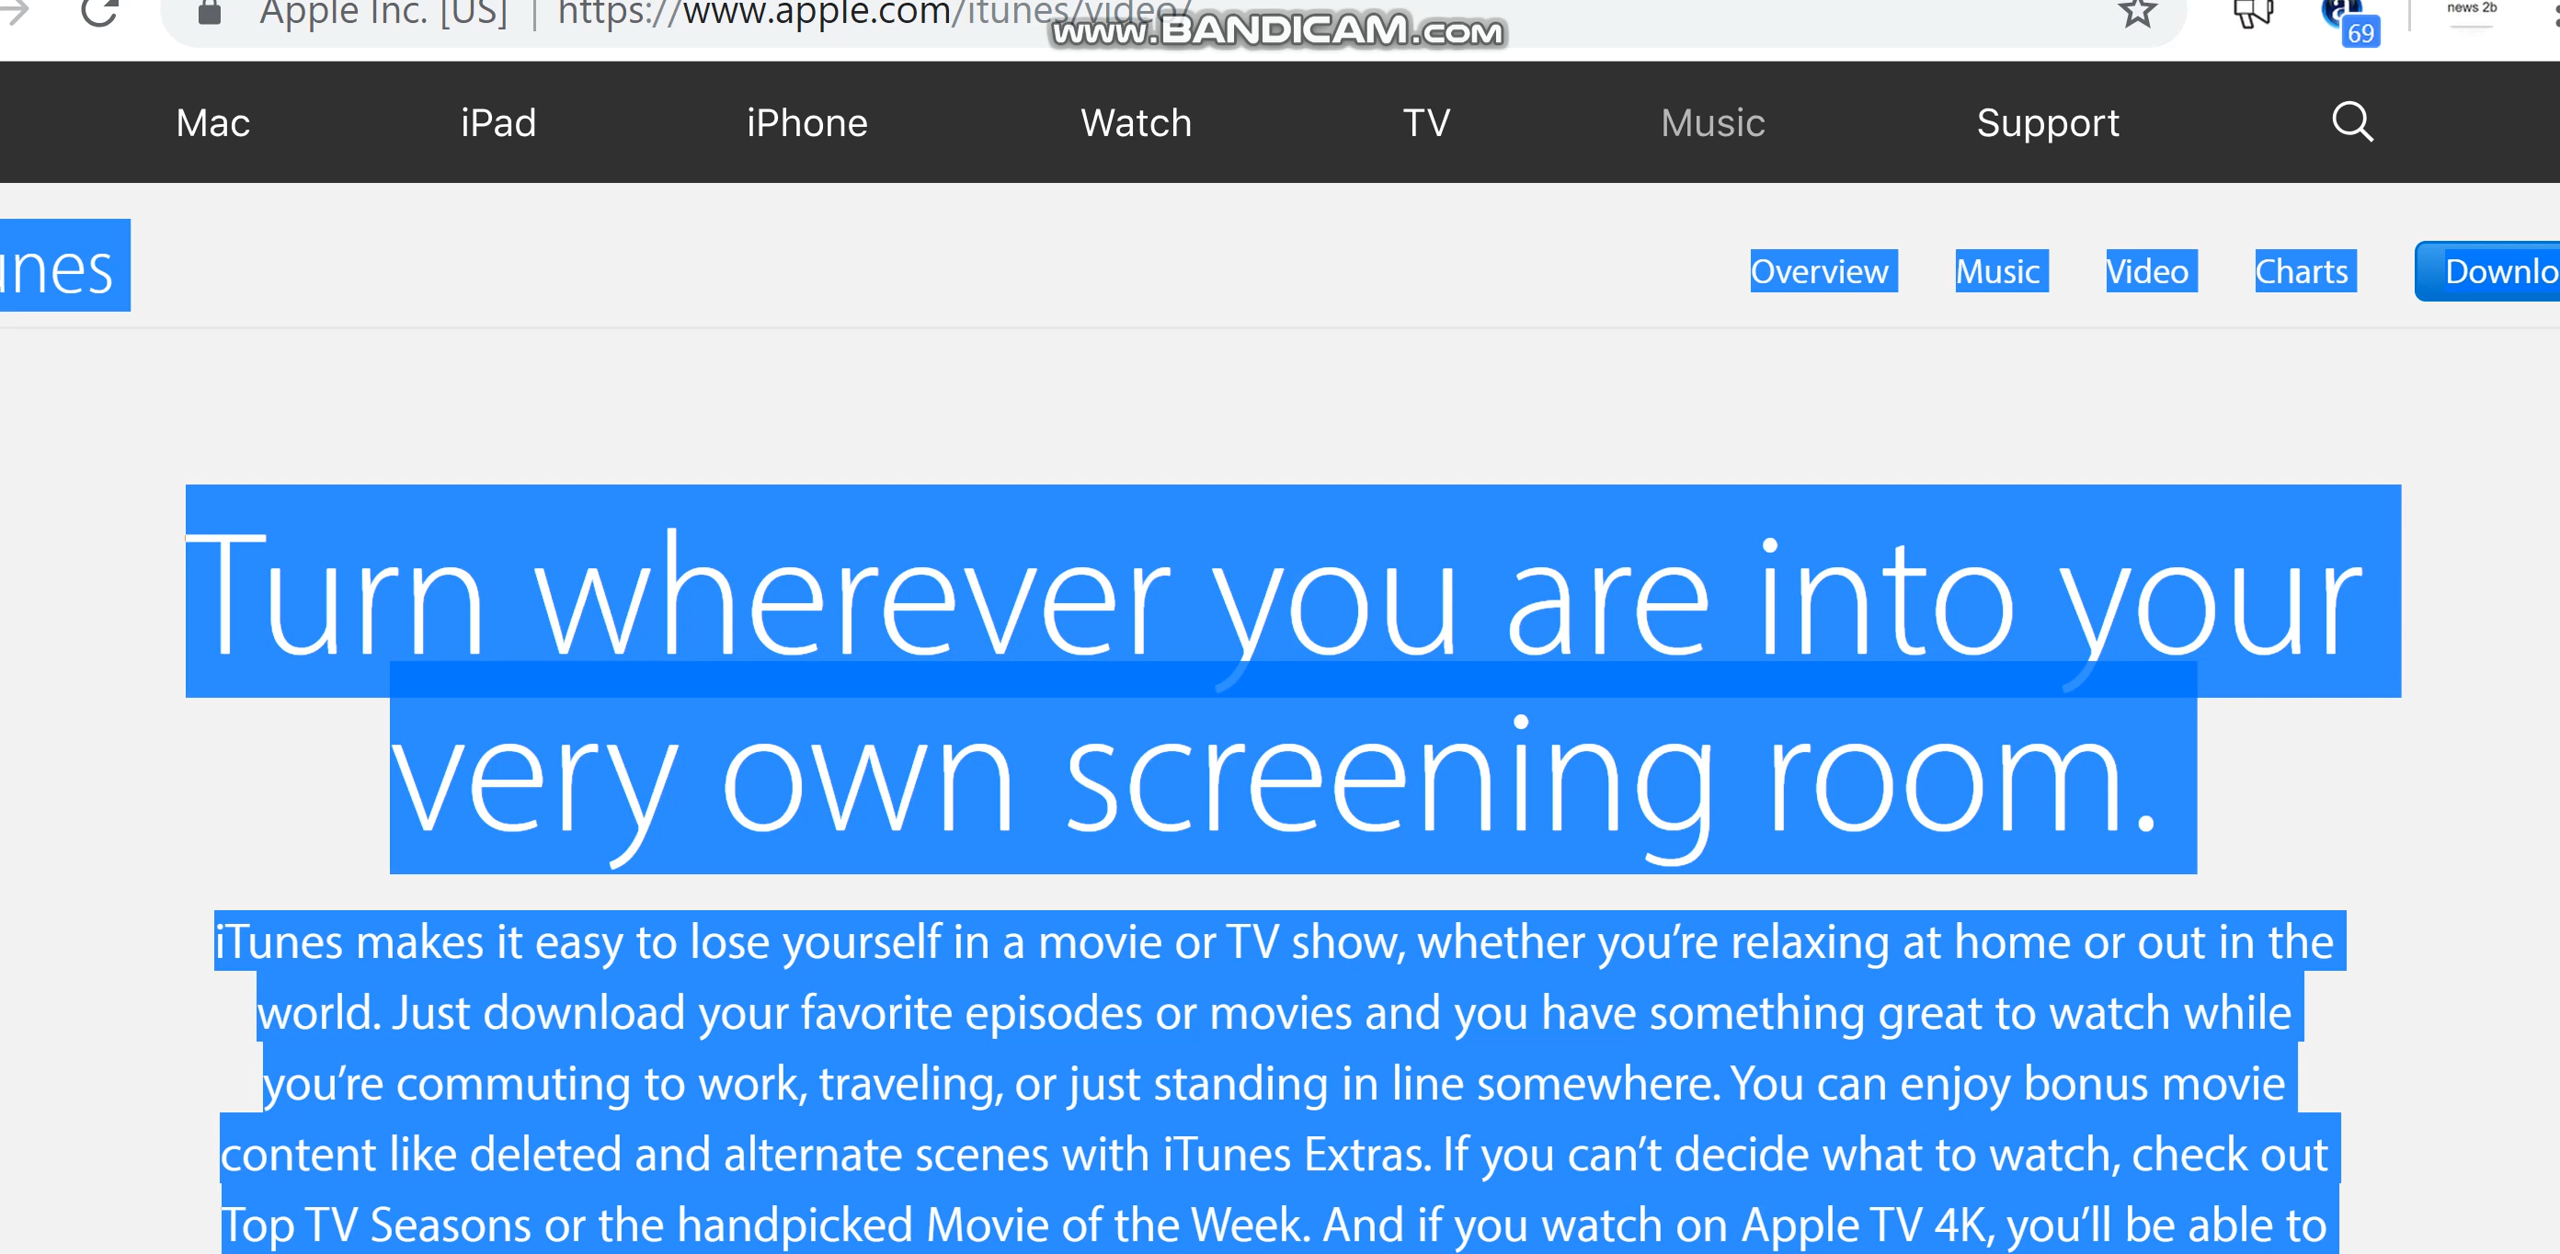 Apple Inc. [US] | https://www.apple.com/itunes/video/
www.BANDICAM.com
69
news 2b
Mac iPad iPhone Watch TV Music Support
unes
Overview Music Video Charts Downlo
Turn wherever you are into your
very own screening room.
iTunes makes it easy to lose yourself in a movie or TV show, whether you’re relaxing at home or out in the
world. Just download your favorite episodes or movies and you have something great to watch while
you’re commuting to work, traveling, or just standing in line somewhere. You can enjoy bonus movie
content like deleted and alternate scenes with iTunes Extras. If you can’t decide what to watch, check out
Top TV Seasons or the handpicked Movie of the Week. And if you watch on Apple TV 4K, you’ll be able to